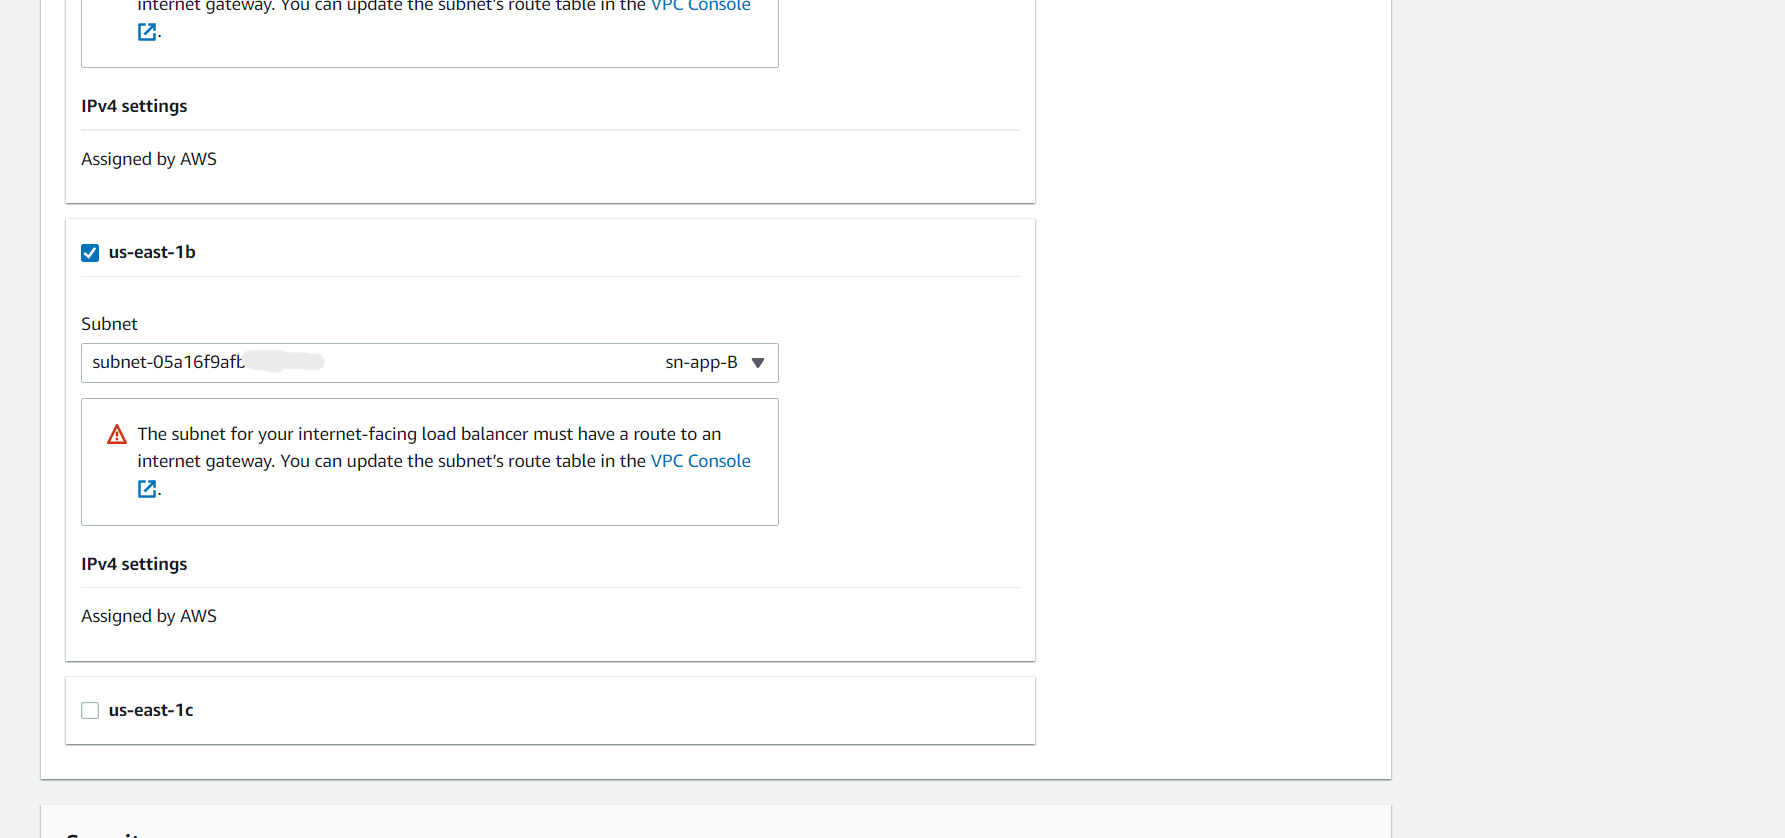 internet gateway. You can update the subnet's route table in the VPC Console
.
IPv4 settings
Assigned by AWS
us-east-1b
Subnet
subnet-05a16f9afb sn-app-B
The subnet for your internet-facing load balancer must have a route to an
internet gateway. You can update the subnet's route table in the VPC Console
.
IPv4 settings
Assigned by AWS
us-east-1c